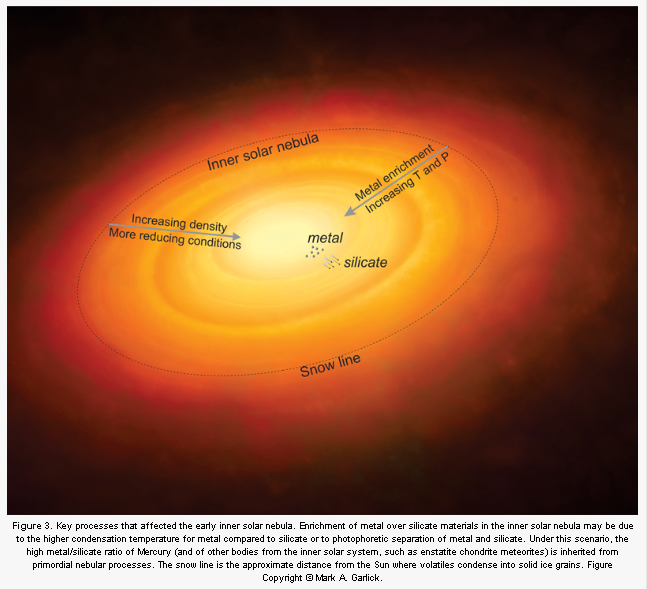 Inner solar nebula
Metal enrichment
Increasing T and P
Increasing density
More reducing conditions
metal
silicate
Snow line
Figure 3. Key processes that affected the early inner solar nebula. Enrichment of metal over silicate materials in the inner solar nebula may be due
to the higher condensation temperature for metal compared to silicate or to photophoretic separation of metal and silicate. Under this scenario, the
high metal/silicate ratio of Mercury (and of other bodies from the inner solar system, such as enstatite chondrite meteorites) is inherited from
primordial nebular processes. The snow line is the approximate distance from the Sun where volatiles condense into solid ice grains. Figure
Copyright © Mark A. Garlick.